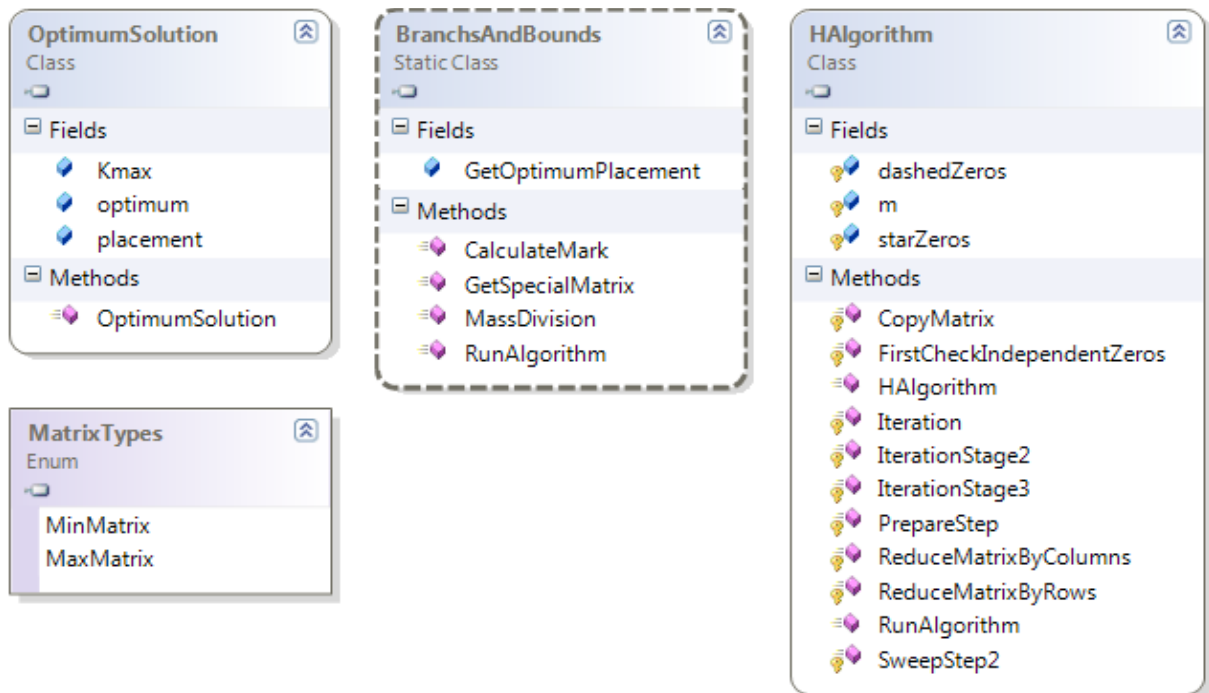 OptimumSolution
Class
Fields
Kmax
optimum
placement
Methods
OptimumSolution
MatrixTypes
Enum
MinMatrix
MaxMatrix
BranchsAndBounds
Static Class
Fields
GetOptimumPlacement
Methods
CalculateMark
GetSpecialMatrix
MassDivision
RunAlgorithm
HAlgorithm
Class
Fields
dashedZeros
m
starZeros
Methods
CopyMatrix
FirstCheckIndependentZeros
HAlgorithm
Iteration
IterationStage2
IterationStage3
PrepareStep
ReduceMatrixByColumns
ReduceMatrixByRows
RunAlgorithm
SweepStep2